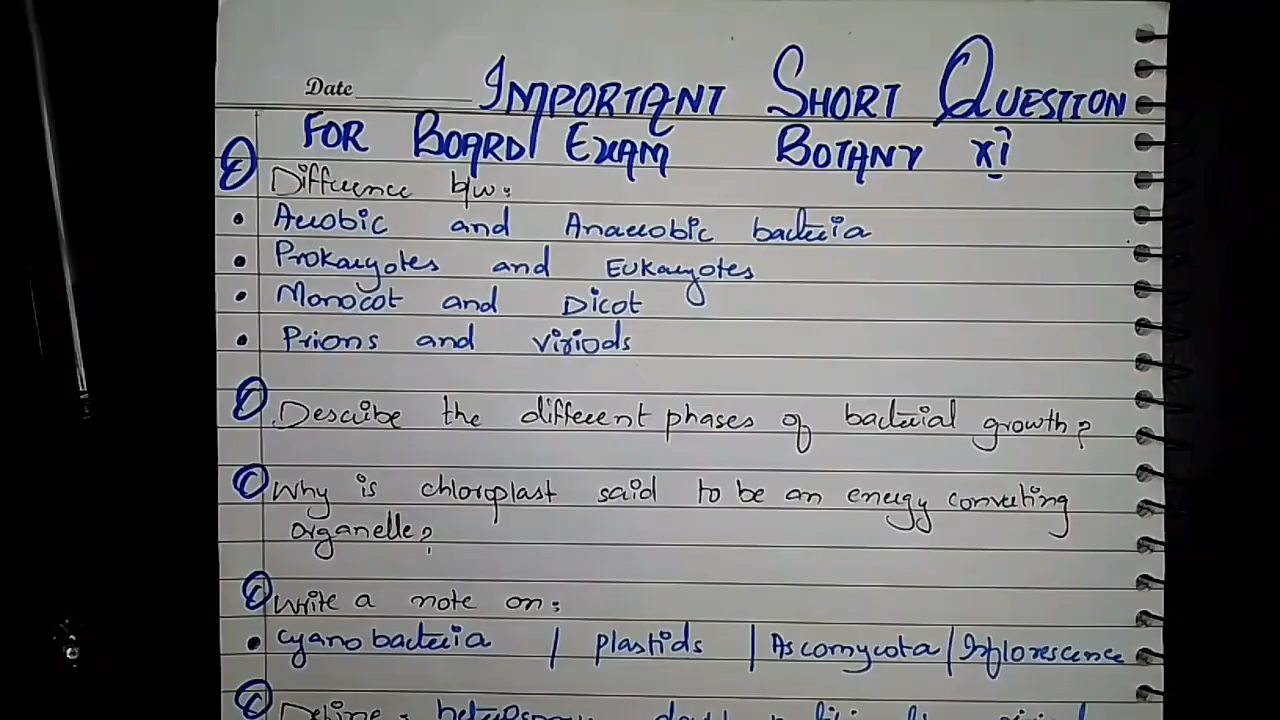 Date IMPORTANT SHORT QUESTION
FOR BOARD EXAM BOTANY XI
Q Difference b/w:
• Aerobic and Anaerobic bacteria
• Prokaryotes and Eukaryotes
• Monocot and Dicot
• Prions and viriods
Q Describe the different phases of bacterial growth?
Q Why is chloroplast said to be an energy converting
organelle?
Q Write a note on:
• Cyanobacteria | plastids | Ascomycota | Inflorescence
Q Define: